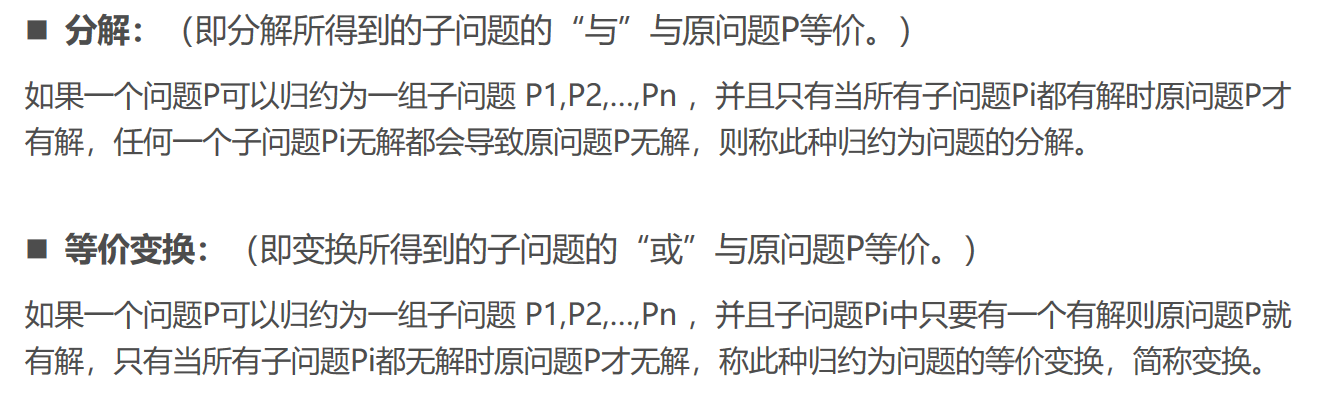 ■ 分解：（即分解所得到的子问题的“与”与原问题P等价。）
如果一个问题P可以归约为一组子问题 P1,P2,…,Pn ，并且只有当所有子问题Pi都有解时原问题P才
有解，任何一个子问题Pi无解都会导致原问题P无解，则称此种归约为问题的分解。
■ 等价变换：（即变换所得到的子问题的“或”与原问题P等价。）
如果一个问题P可以归约为一组子问题 P1,P2,…,Pn ，并且子问题Pi中只要有一个有解则原问题P就
有解，只有当所有子问题Pi都无解时原问题P才无解，称此种归约为问题的等价变换，简称变换。